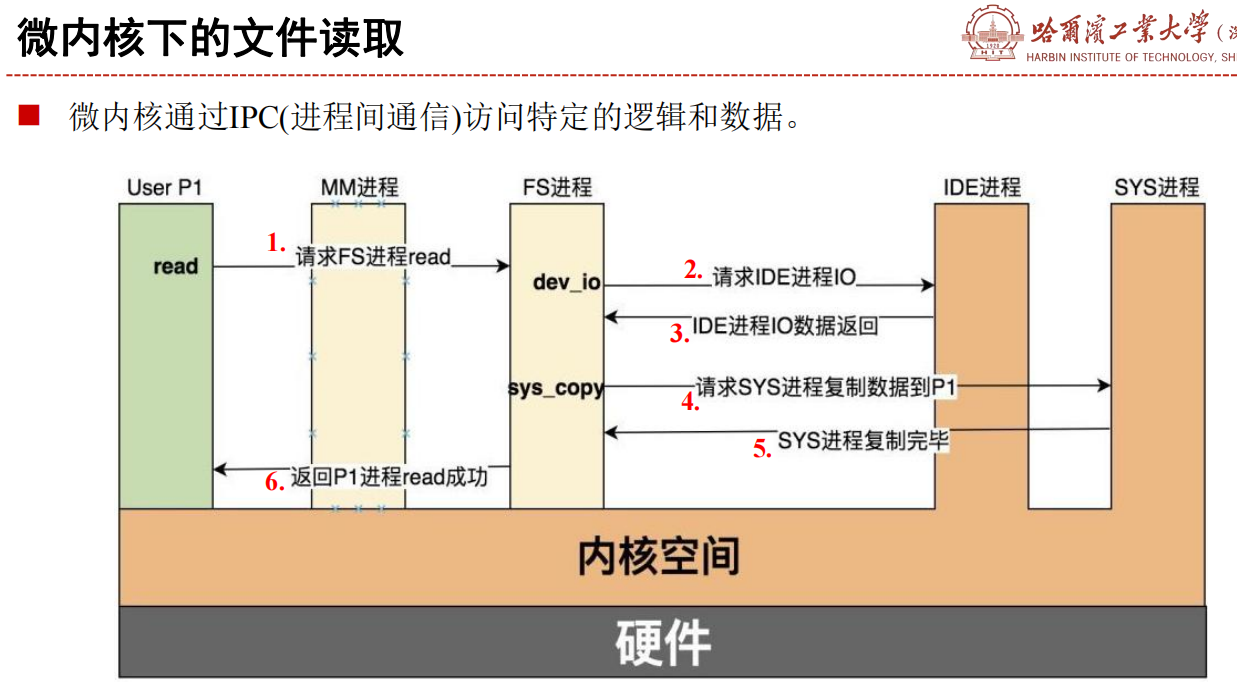 微内核下的文件读取
哈爾濱工業大學(
HARBIN INSTITUTE OF TECHNOLOGY, SH
1920
HIT
■ 微内核通过IPC(进程间通信)访问特定的逻辑和数据。
User P1 MM进程 FS进程 IDE进程 SYS进程
1. 请求FS进程read
read
2. 请求IDE进程IO
dev_io
3. IDE进程IO数据返回
sys_copy
4. 请求SYS进程复制数据到P1
5. SYS进程复制完毕
6. 返回P1进程read成功
内核空间
硬件